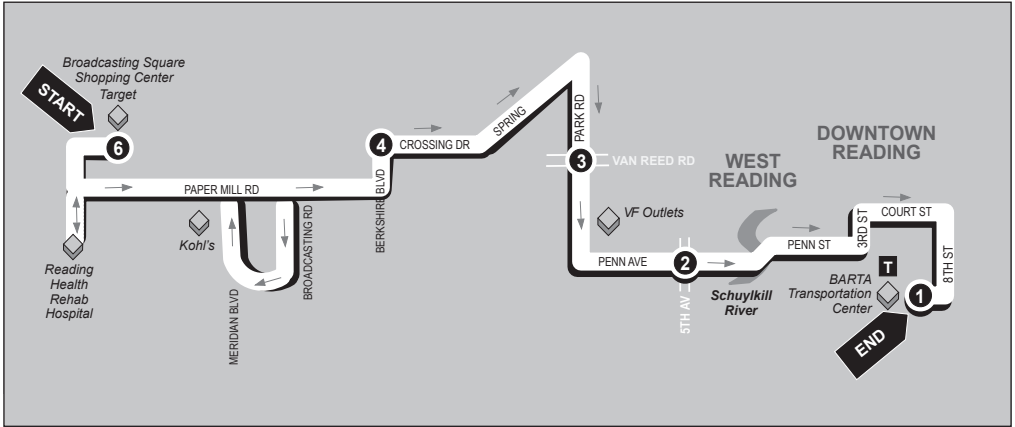 Broadcasting Square
Shopping Center
Target
START
6
PAPER MILL RD
Kohl's
Reading
Health
Rehab
Hospital
MERIDIAN BLVD
BROADCASTING RD
BERKSHIRE BLVD
4
CROSSING DR
SPRING
PARK RD
3
VAN REED RD
VF Outlets
PENN AVE
2
5TH AV
WEST
READING
Schuylkill
River
PENN ST
DOWNTOWN
READING
3RD ST
COURT ST
8TH ST
T
BARTA
Transportation
Center
1
END